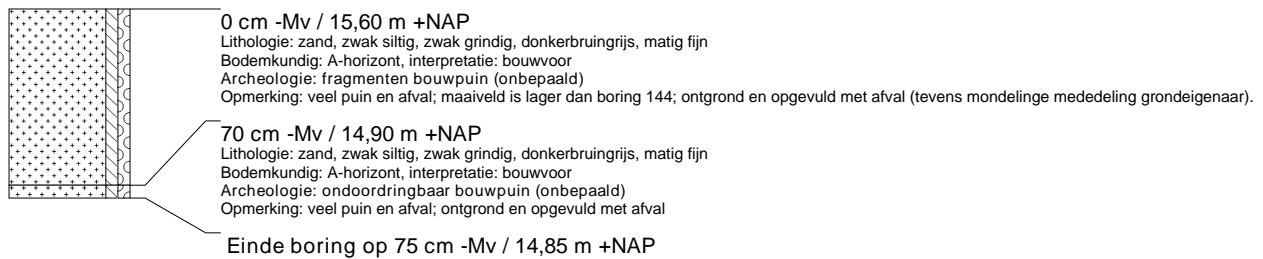 0 cm -Mv / 15,60 m +NAP
Lithologie: zand, zwak siltig, zwak grindig, donkerbruingrijs, matig fijn
Bodemkundig: A-horizont, interpretatie: bouwvoor
Archeologie: fragmenten bouwpuin (onbepaald)
Opmerking: veel puin en afval; maaiveld is lager dan boring 144; ontgrond en opgevuld met afval (tevens mondelinge mededeling grondeigenaar).
70 cm -Mv / 14,90 m +NAP
Lithologie: zand, zwak siltig, zwak grindig, donkerbruingrijs, matig fijn
Bodemkundig: A-horizont, interpretatie: bouwvoor
Archeologie: ondoordringbaar bouwpuin (onbepaald)
Opmerking: veel puin en afval; ontgrond en opgevuld met afval
Einde boring op 75 cm -Mv / 14,85 m +NAP